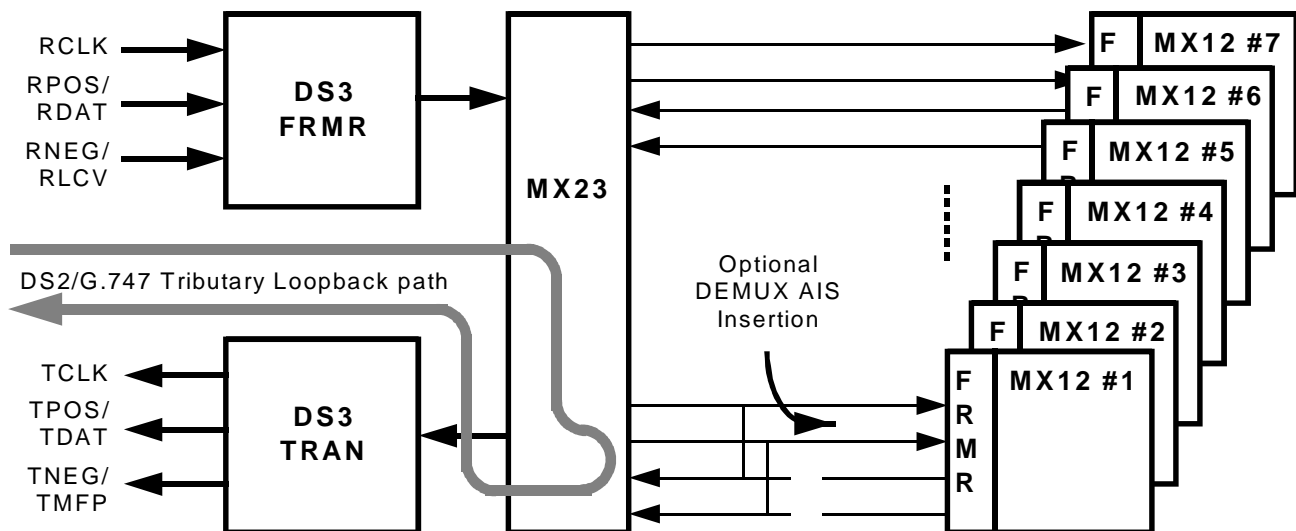 RCLK
RPOS/
RDAT
RNEG/
RLCV
DS3
FRMR
MX23
F
MX12 #7
F
MX12 #6
F
MX12 #5
F
MX12 #4
F
MX12 #3
F
MX12 #2
F
R
M
R
MX12 #1
DS2/G.747 Tributary Loopback path
Optional
DEMUX AIS
Insertion
TCLK
TPOS/
TDAT
TNEG/
TMFP
DS3
TRAN